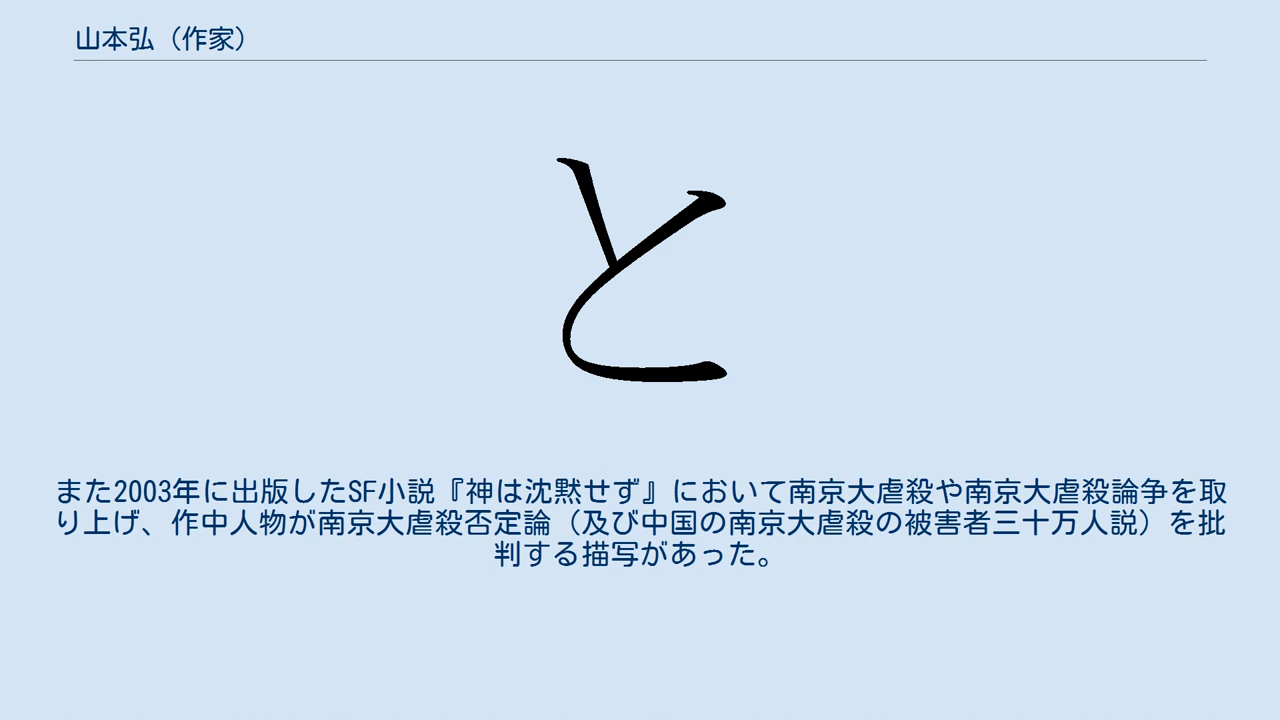 山本弘（作家）
と
また2003年に出版したSF小説『神は沈黙せず』において南京大虐殺や南京大虐殺論争を取
り上げ、作中人物が南京大虐殺否定論（及び中国の南京大虐殺の被害者三十万人説）を批
判する描写があった。